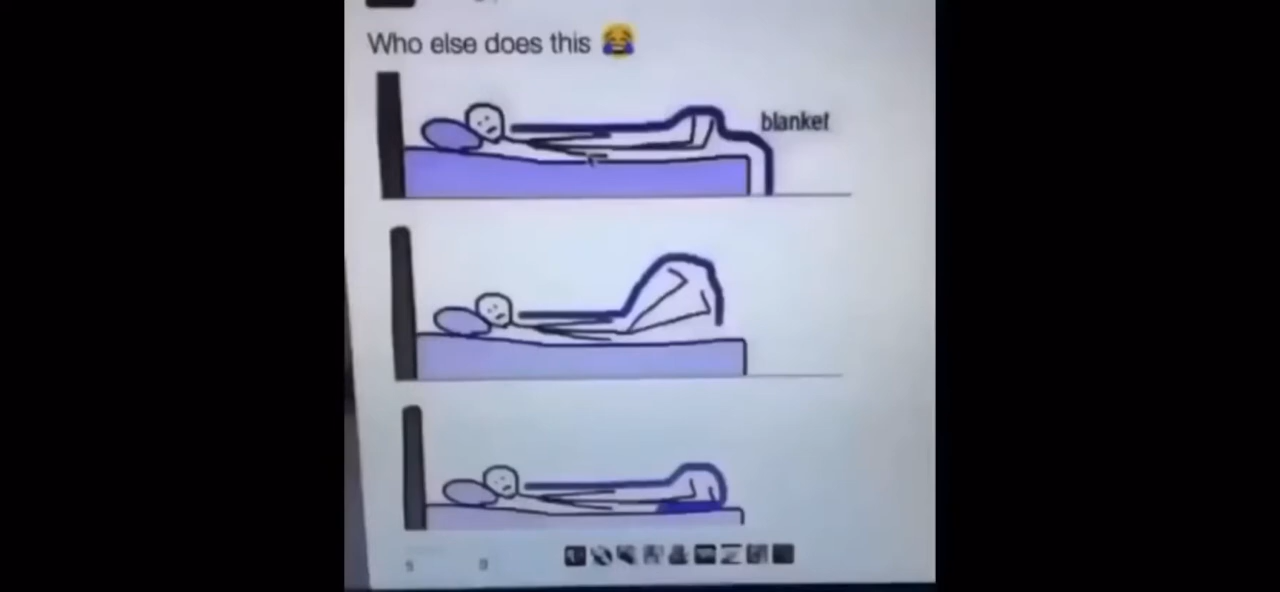 Who else does this 😂
blanket